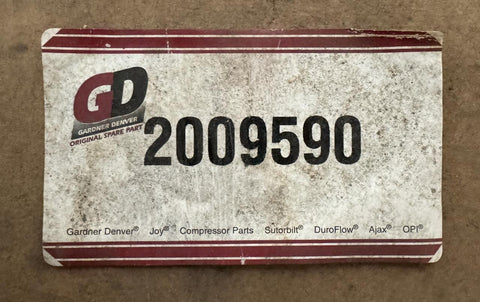 GD
GARDNER DENVER
ORIGINAL SPARE PART
2009590
Gardner Denver® Joy® Compressor Parts Sutorbilt® DuroFlow® Ajax® OPI®